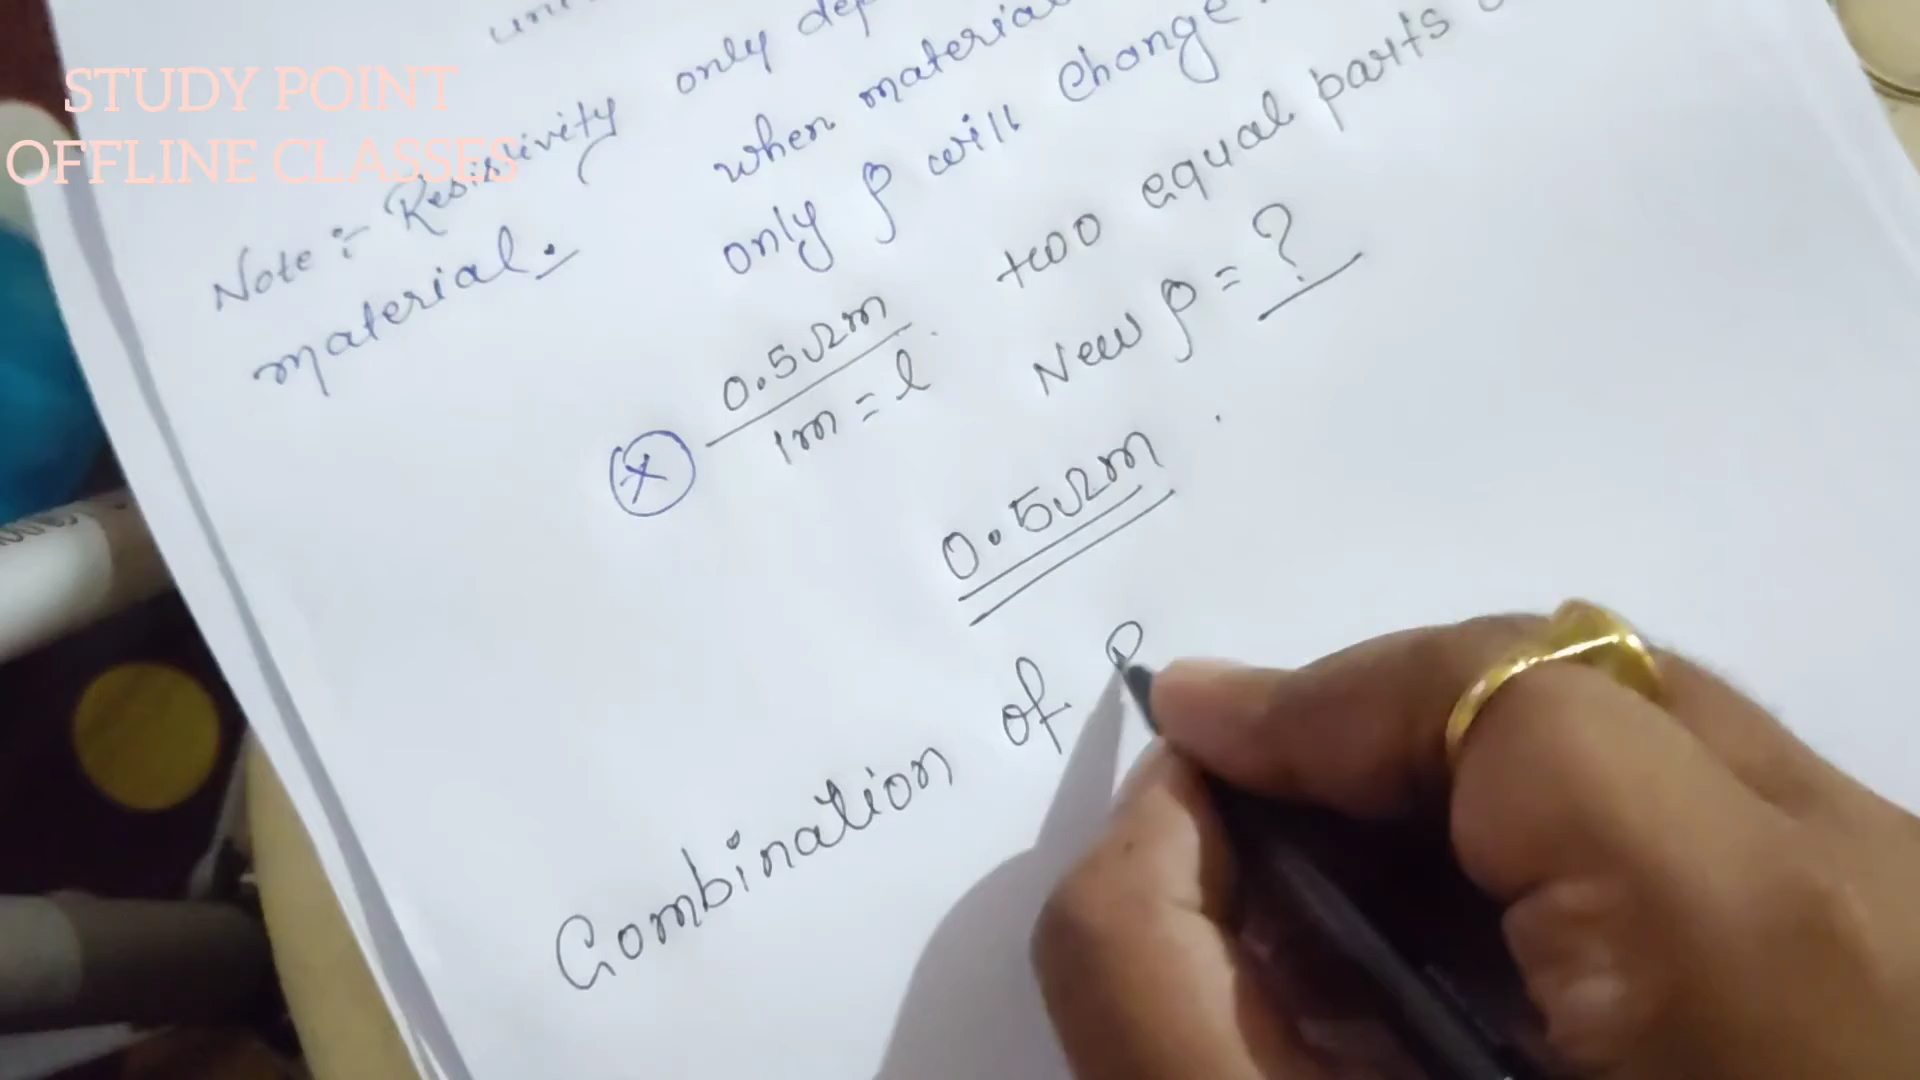 STUDY POINT
OFFLINE CLASSES
Note :- Resistivity only
material.
when material
only ρ will change.
0.5Ωm two equal parts
1m = l New ρ = ?
0.5Ωm
Combination of